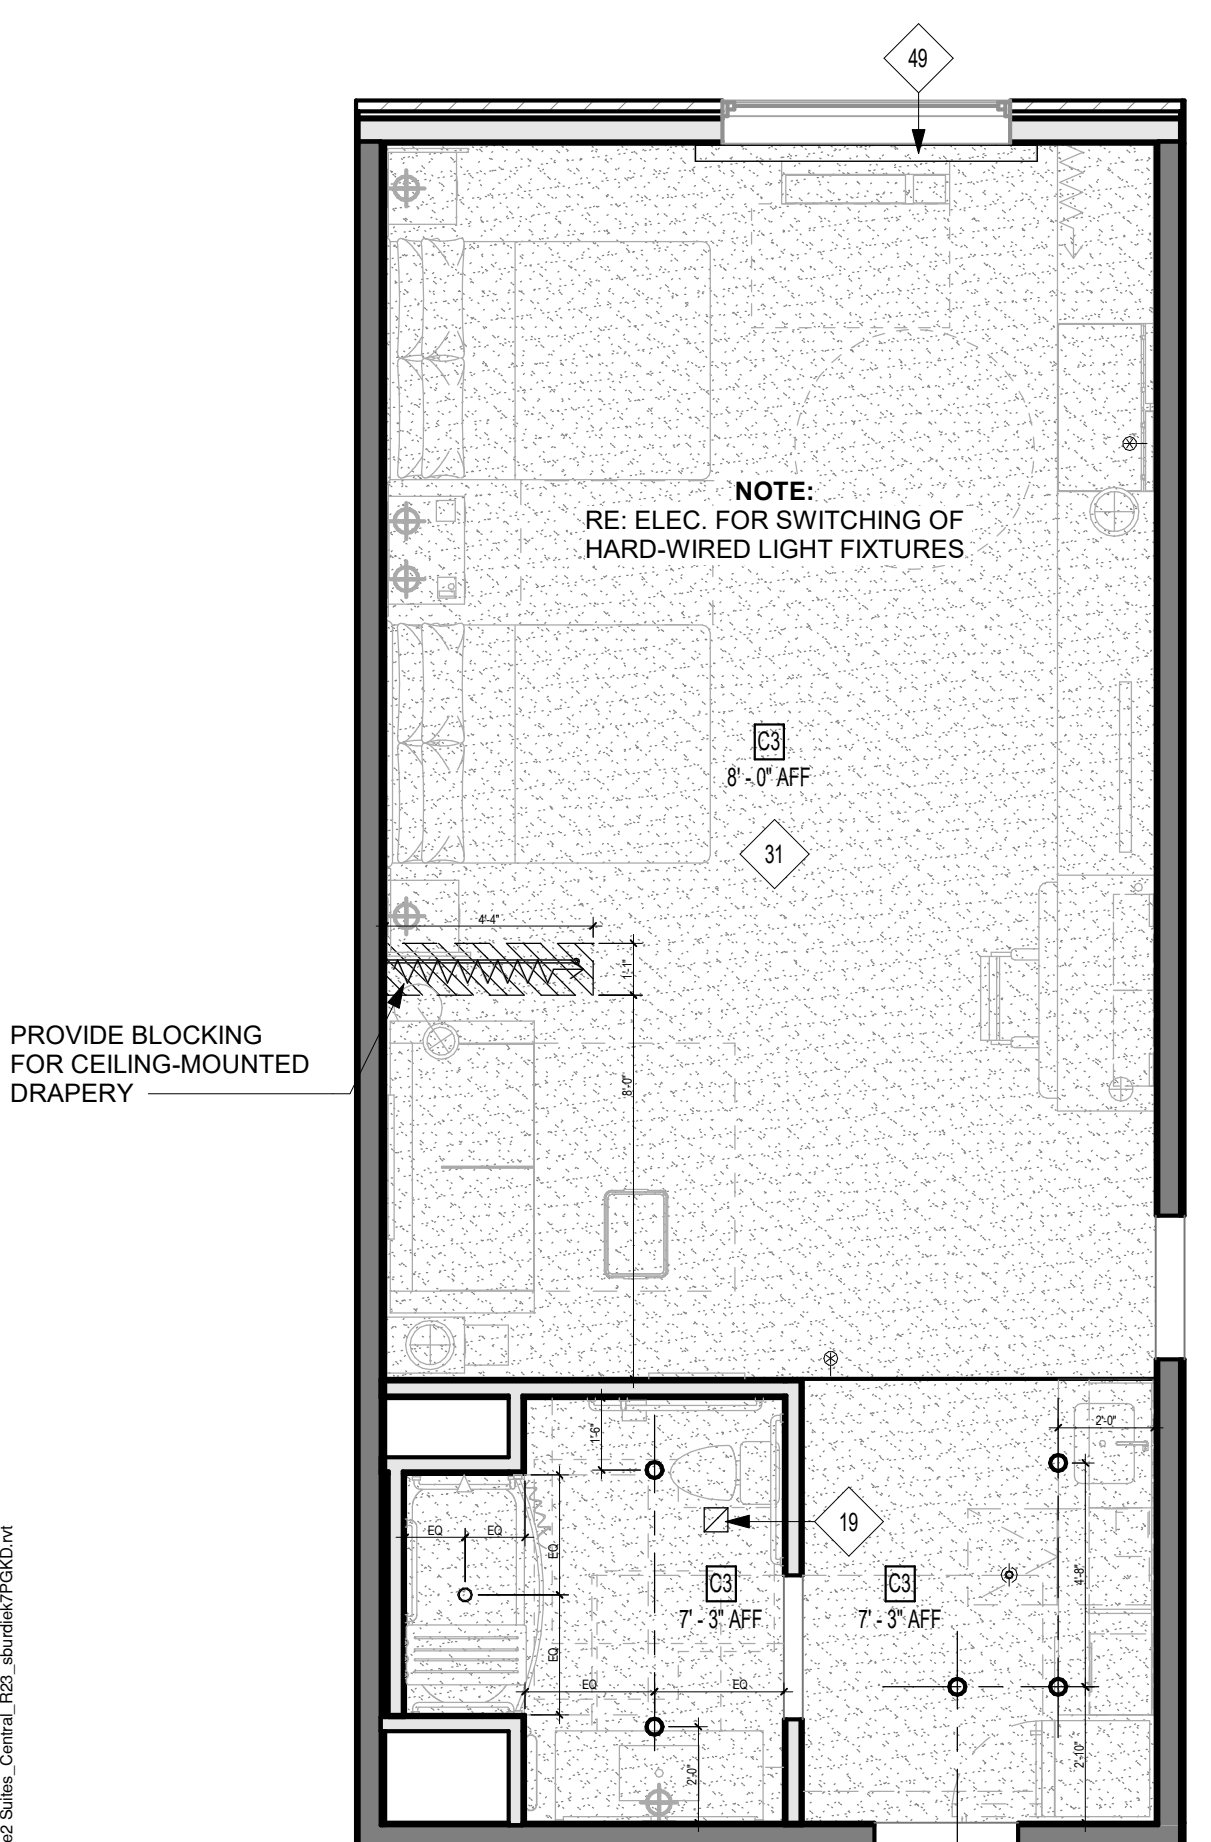 49
NOTE:
RE: ELEC. FOR SWITCHING OF
HARD-WIRED LIGHT FIXTURES
C3
8' - 0" AFF
31
4'-4"
1'-1"
PROVIDE BLOCKING
FOR CEILING-MOUNTED
DRAPERY
8'-0"
1'-6"
2'-0"
19
EQ
EQ
EQ
C3
7' - 3" AFF
C3
7' - 3" AFF
4'-8"
EQ
EQ
EQ
2'-0"
2'-10"
e2 Suites_Central_R23_sburdiek7PGKD.rvt